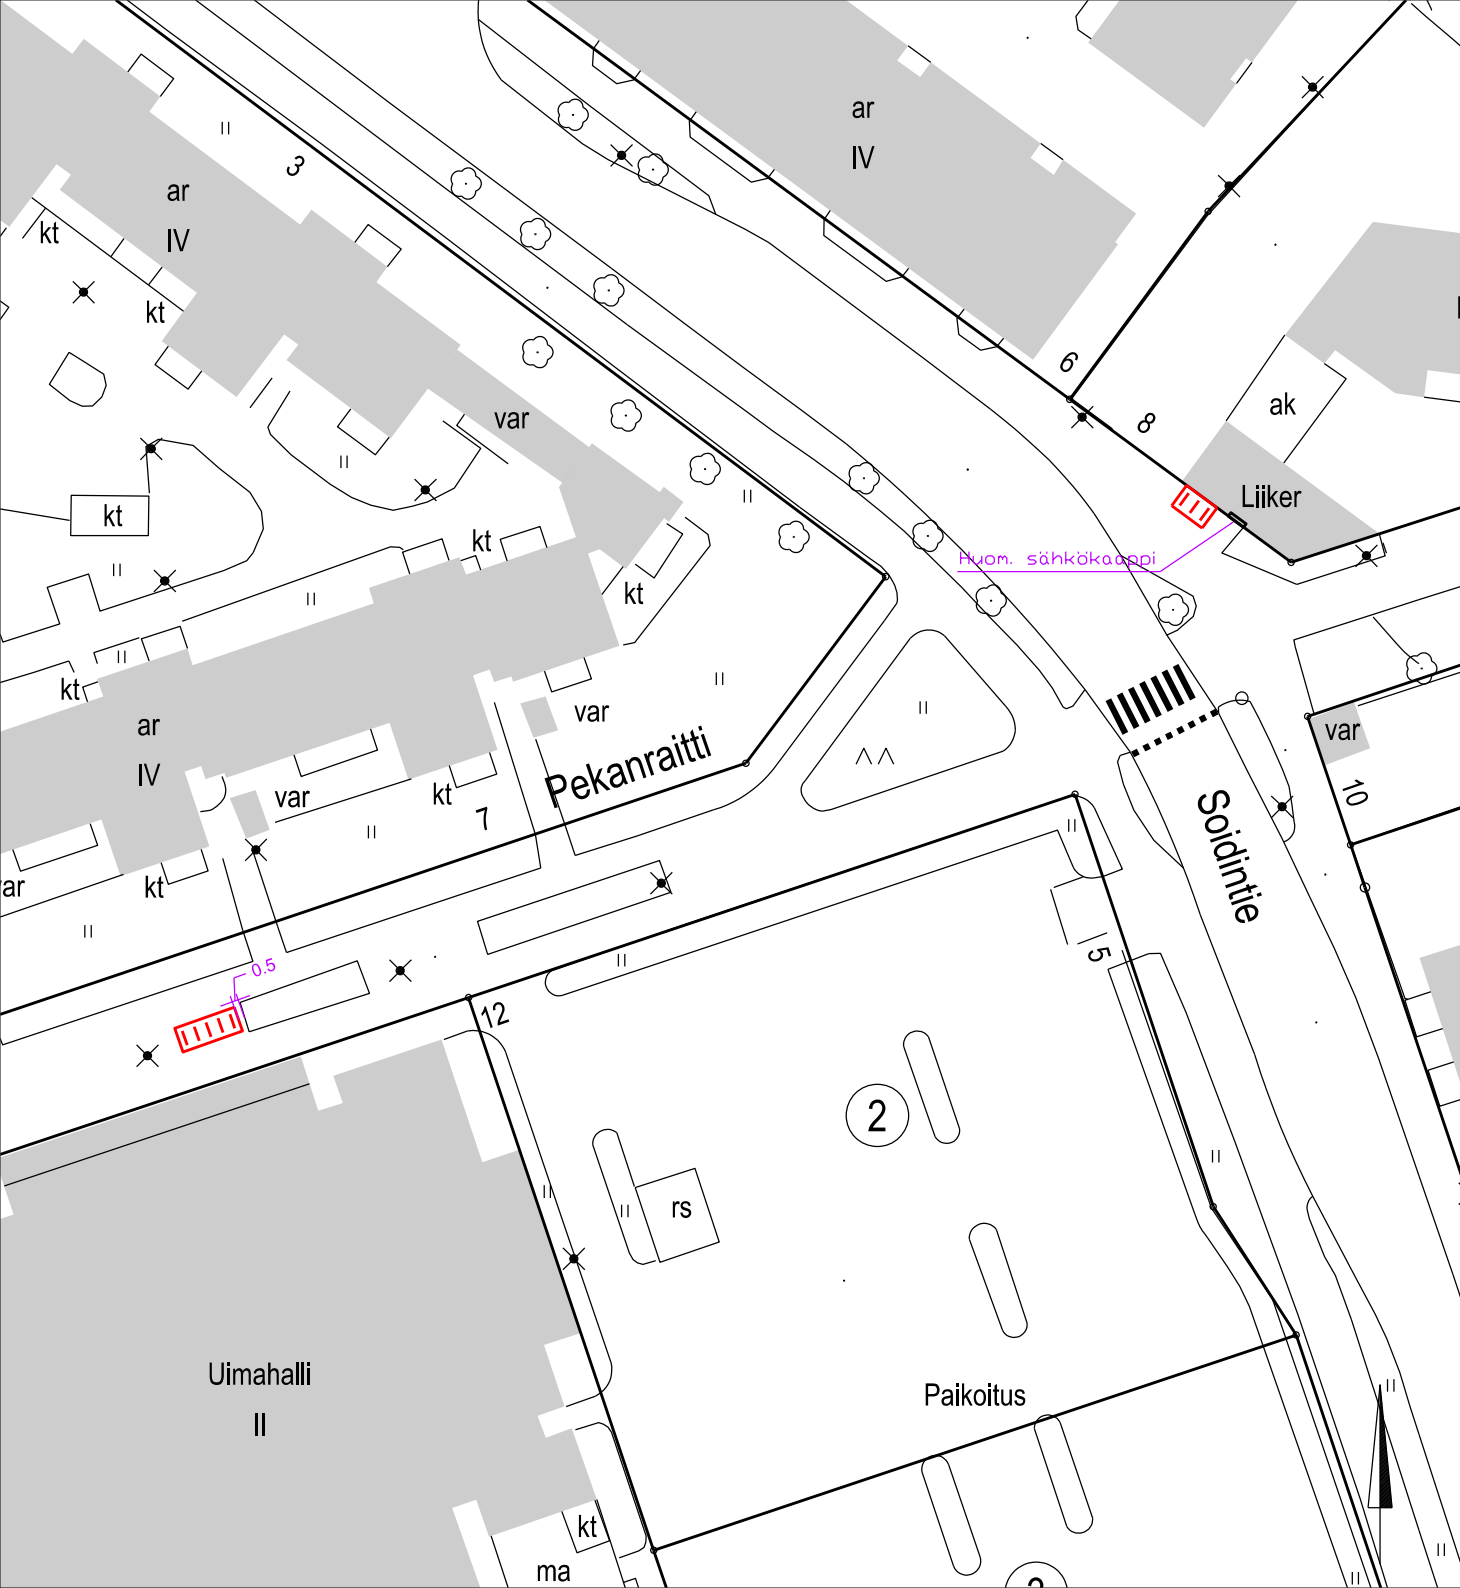 ar
IV
3
ar
IV
kt
kt
6
8
ak
var
Liiker
kt
kt
Huom. sähkökaappi
kt
kt
var
var
ar
IV
Pekanraitti
10
var
kt
7
Soidintie
kt
5
0.5
12
2
rs
Uimahalli
II
Paikoitus
kt
ma